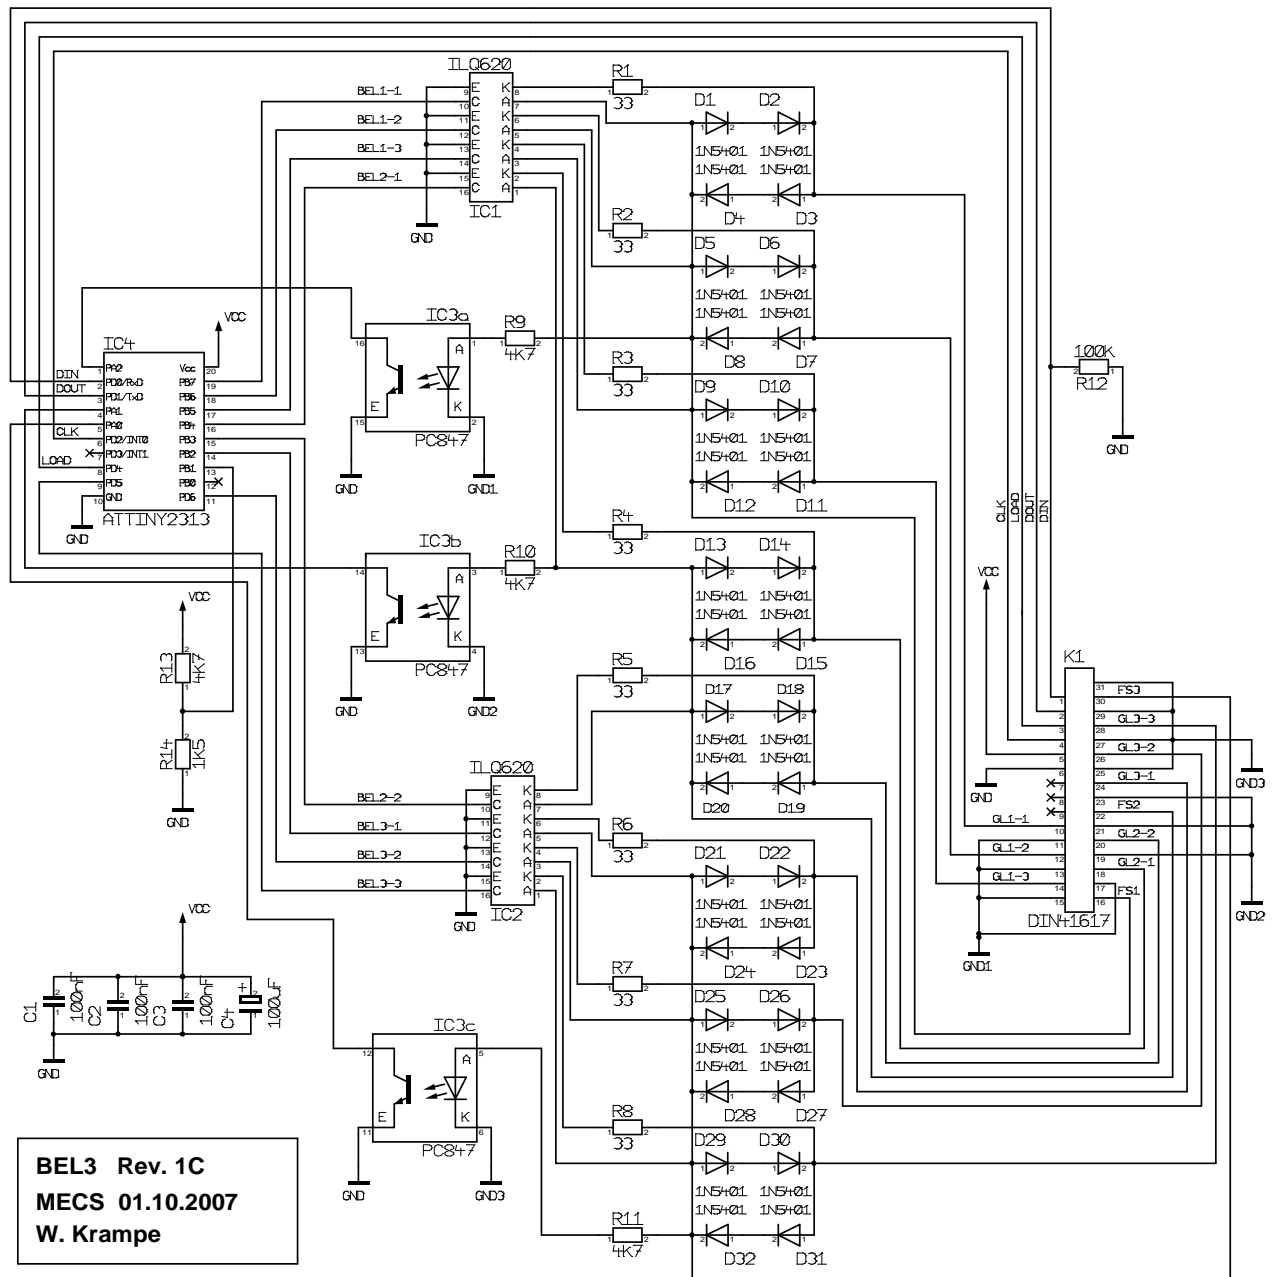 ILQ620
R1
33
BEL1-1
BEL1-2
BEL1-3
BEL2-1
E K
C A
E K
C A
E K
C A
E K
C A
IC1
GND
D1 D2
1N5401 1N5401
1N5401 1N5401
D4 D3
R2
33
D5 D6
1N5401 1N5401
1N5401 1N5401
D8 D7
VCC
IC3a
R9
4K7
A
E K
PC847
GND
GND1
R3
33
D9 D10
1N5401 1N5401
1N5401 1N5401
D12 D11
100K
R12
GND
IC4
DIN
DOUT
CLK
LOAD
PA2 Vcc
PD0/RxD PB7
PD1/TxD PB6
PA1 PB5
PA0 PB4
PD2/INT0 PB3
PD3/INT1 PB2
PD4 PB1
PD5 PB0
GND PD6
ATTINY2313
GND
CLK
LOAD
DOUT
DIN
VCC
R4
33
D13 D14
1N5401 1N5401
1N5401 1N5401
D16 D15
IC3b
R10
4K7
A
E K
PC847
GND
GND2
VCC
R13
4K7
R14
1K5
GND
R5
33
D17 D18
1N5401 1N5401
1N5401 1N5401
D20 D19
K1
FS3
GL3-3
GL3-2
GL3-1
FS2
GL2-2
GL2-1
FS1
GL1-1
GL1-2
GL1-3
DIN41617
GND
GND3
GND2
GND1
ILQ620
BEL2-2
BEL3-1
BEL3-2
BEL3-3
E K
C A
E K
C A
E K
C A
E K
C A
IC2
GND
R6
33
D21 D22
1N5401 1N5401
1N5401 1N5401
D24 D23
R7
33
D25 D26
1N5401 1N5401
1N5401 1N5401
D28 D27
VCC
C1
100nF
C2
100nF
C3
100nF
C4
+
100uF
GND
IC3c
A
E K
PC847
GND
GND3
R8
33
D29 D30
1N5401 1N5401
1N5401 1N5401
D32 D31
R11
4K7
BEL3 Rev. 1C
MECS 01.10.2007
W. Krampe